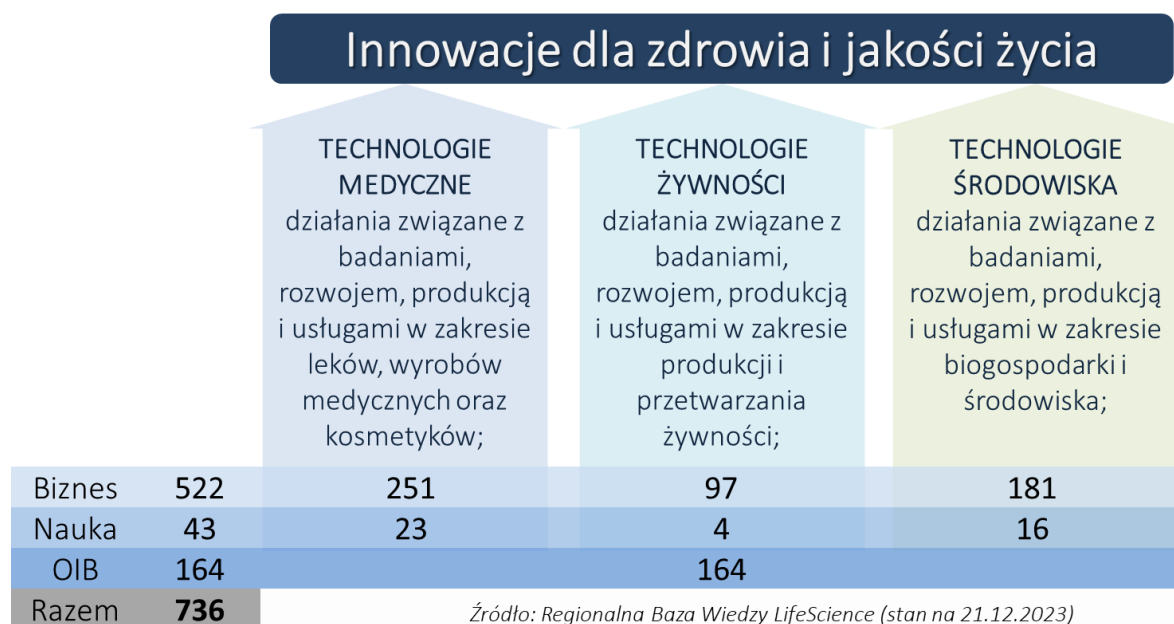 Innowacje dla zdrowia i jakości życia
TECHNOLOGIE
MEDYCZNE
działania związane z
badaniami,
rozwojem, produkcją
i usługami w zakresie
leków, wyrobów
medycznych oraz
kosmetyków;
TECHNOLOGIE
ŻYWNOŚCI
działania związane z
badaniami,
rozwojem, produkcją
i usługami w zakresie
produkcji i
przetwarzania
żywności;
TECHNOLOGIE
ŚRODOWISKA
działania związane z
badaniami,
rozwojem, produkcją
i usługami w zakresie
biogospodarki i
środowiska;
Biznes 522 251 97 181
Nauka 43 23 4 16
OIB 164 164
Razem 736
Źródło: Regionalna Baza Wiedzy LifeScience (stan na 21.12.2023)